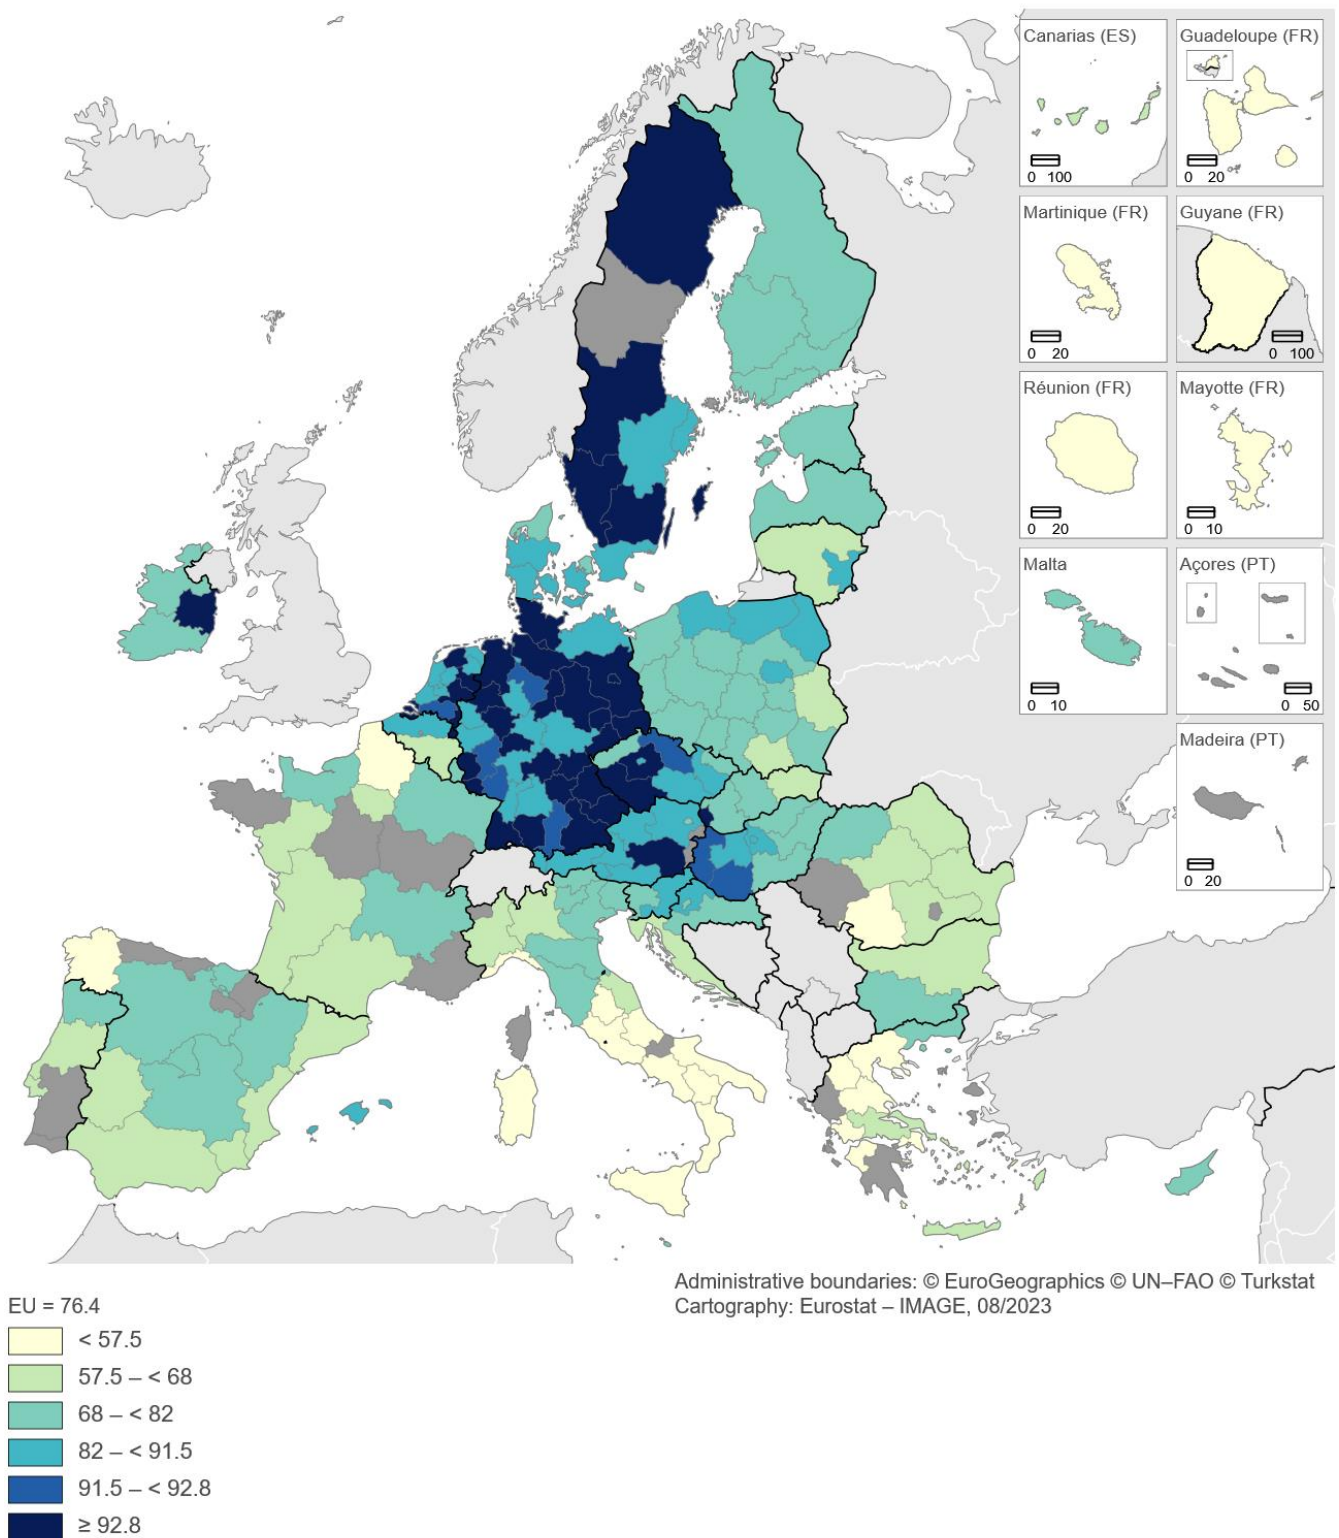 Canarias (ES)
0 100
Guadeloupe (FR)
0 20
Martinique (FR)
0 20
Guyane (FR)
0 100
Réunion (FR)
0 20
Mayotte (FR)
0 10
Malta
0 10
Açores (PT)
0 50
Madeira (PT)
0 20
Administrative boundaries: © EuroGeographics © UN–FAO © Turkstat
Cartography: Eurostat – IMAGE, 08/2023
EU = 76.4
< 57.5
57.5 – < 68
68 – < 82
82 – < 91.5
91.5 – < 92.8
≥ 92.8